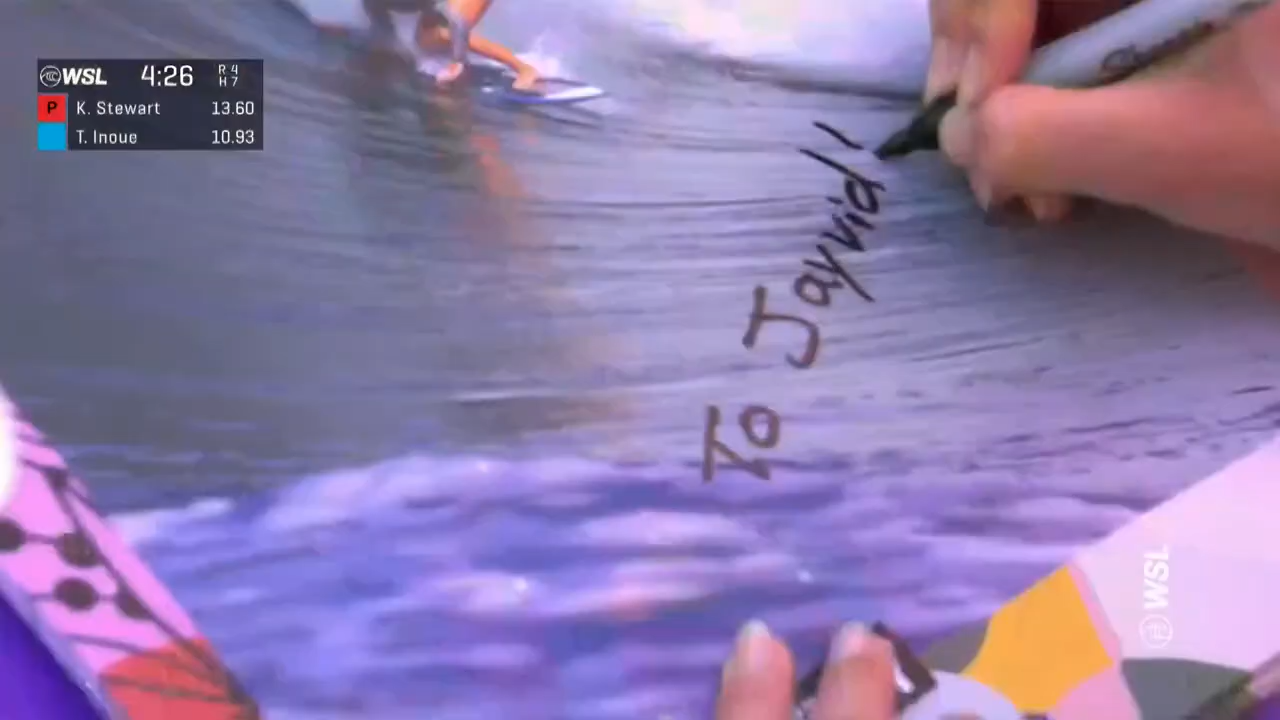 WSL 4:26 R 4 H 7
P K. Stewart 13.60
T. Inoue 10.93
To Jayvid
WSL